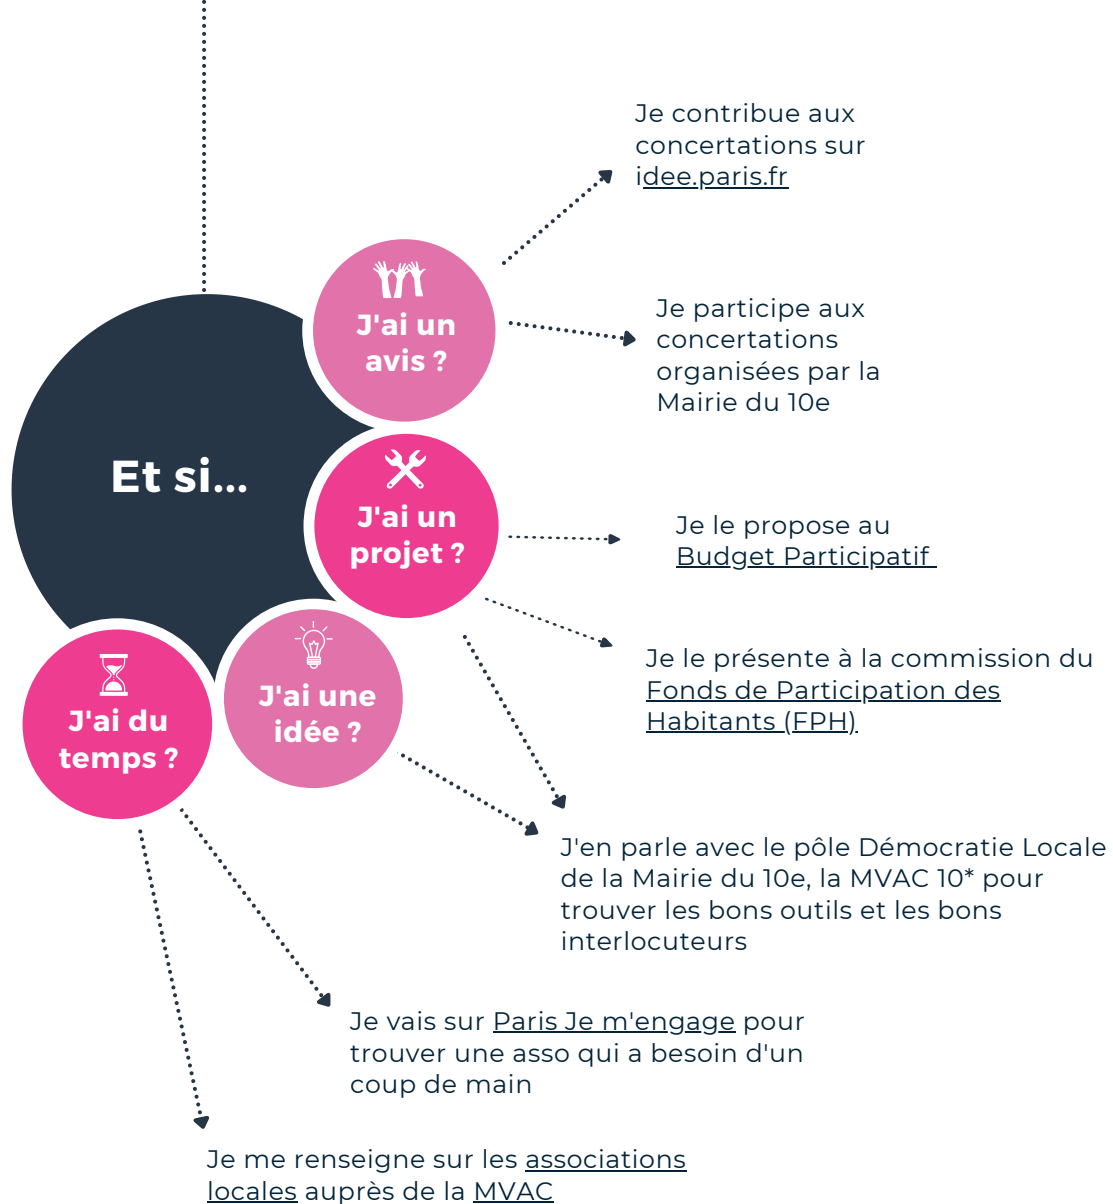 Je contribue aux
concertations sur
idee.paris.fr
J'ai un
avis ?
Je participe aux
concertations
organisées par la
Mairie du 10e
Et si...
J'ai un
projet ?
Je le propose au
Budget Participatif
Je le présente à la commission du
Fonds de Participation des
Habitants (FPH)
J'ai une
idée ?
J'ai du
temps ?
J'en parle avec le pôle Démocratie Locale
de la Mairie du 10e, la MVAC 10* pour
trouver les bons outils et les bons
interlocuteurs
Je vais sur Paris Je m'engage pour
trouver une asso qui a besoin d'un
coup de main
Je me renseigne sur les associations
locales auprès de la MVAC